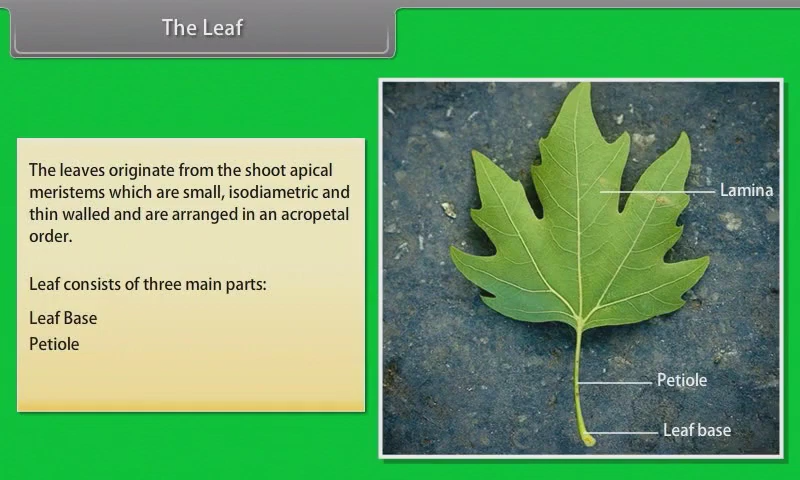 The Leaf
The leaves originate from the shoot apical
meristems which are small, isodiametric and
thin walled and are arranged in an acropetal
order.
Leaf consists of three main parts:
Leaf Base
Petiole
Lamina
Petiole
Leaf base